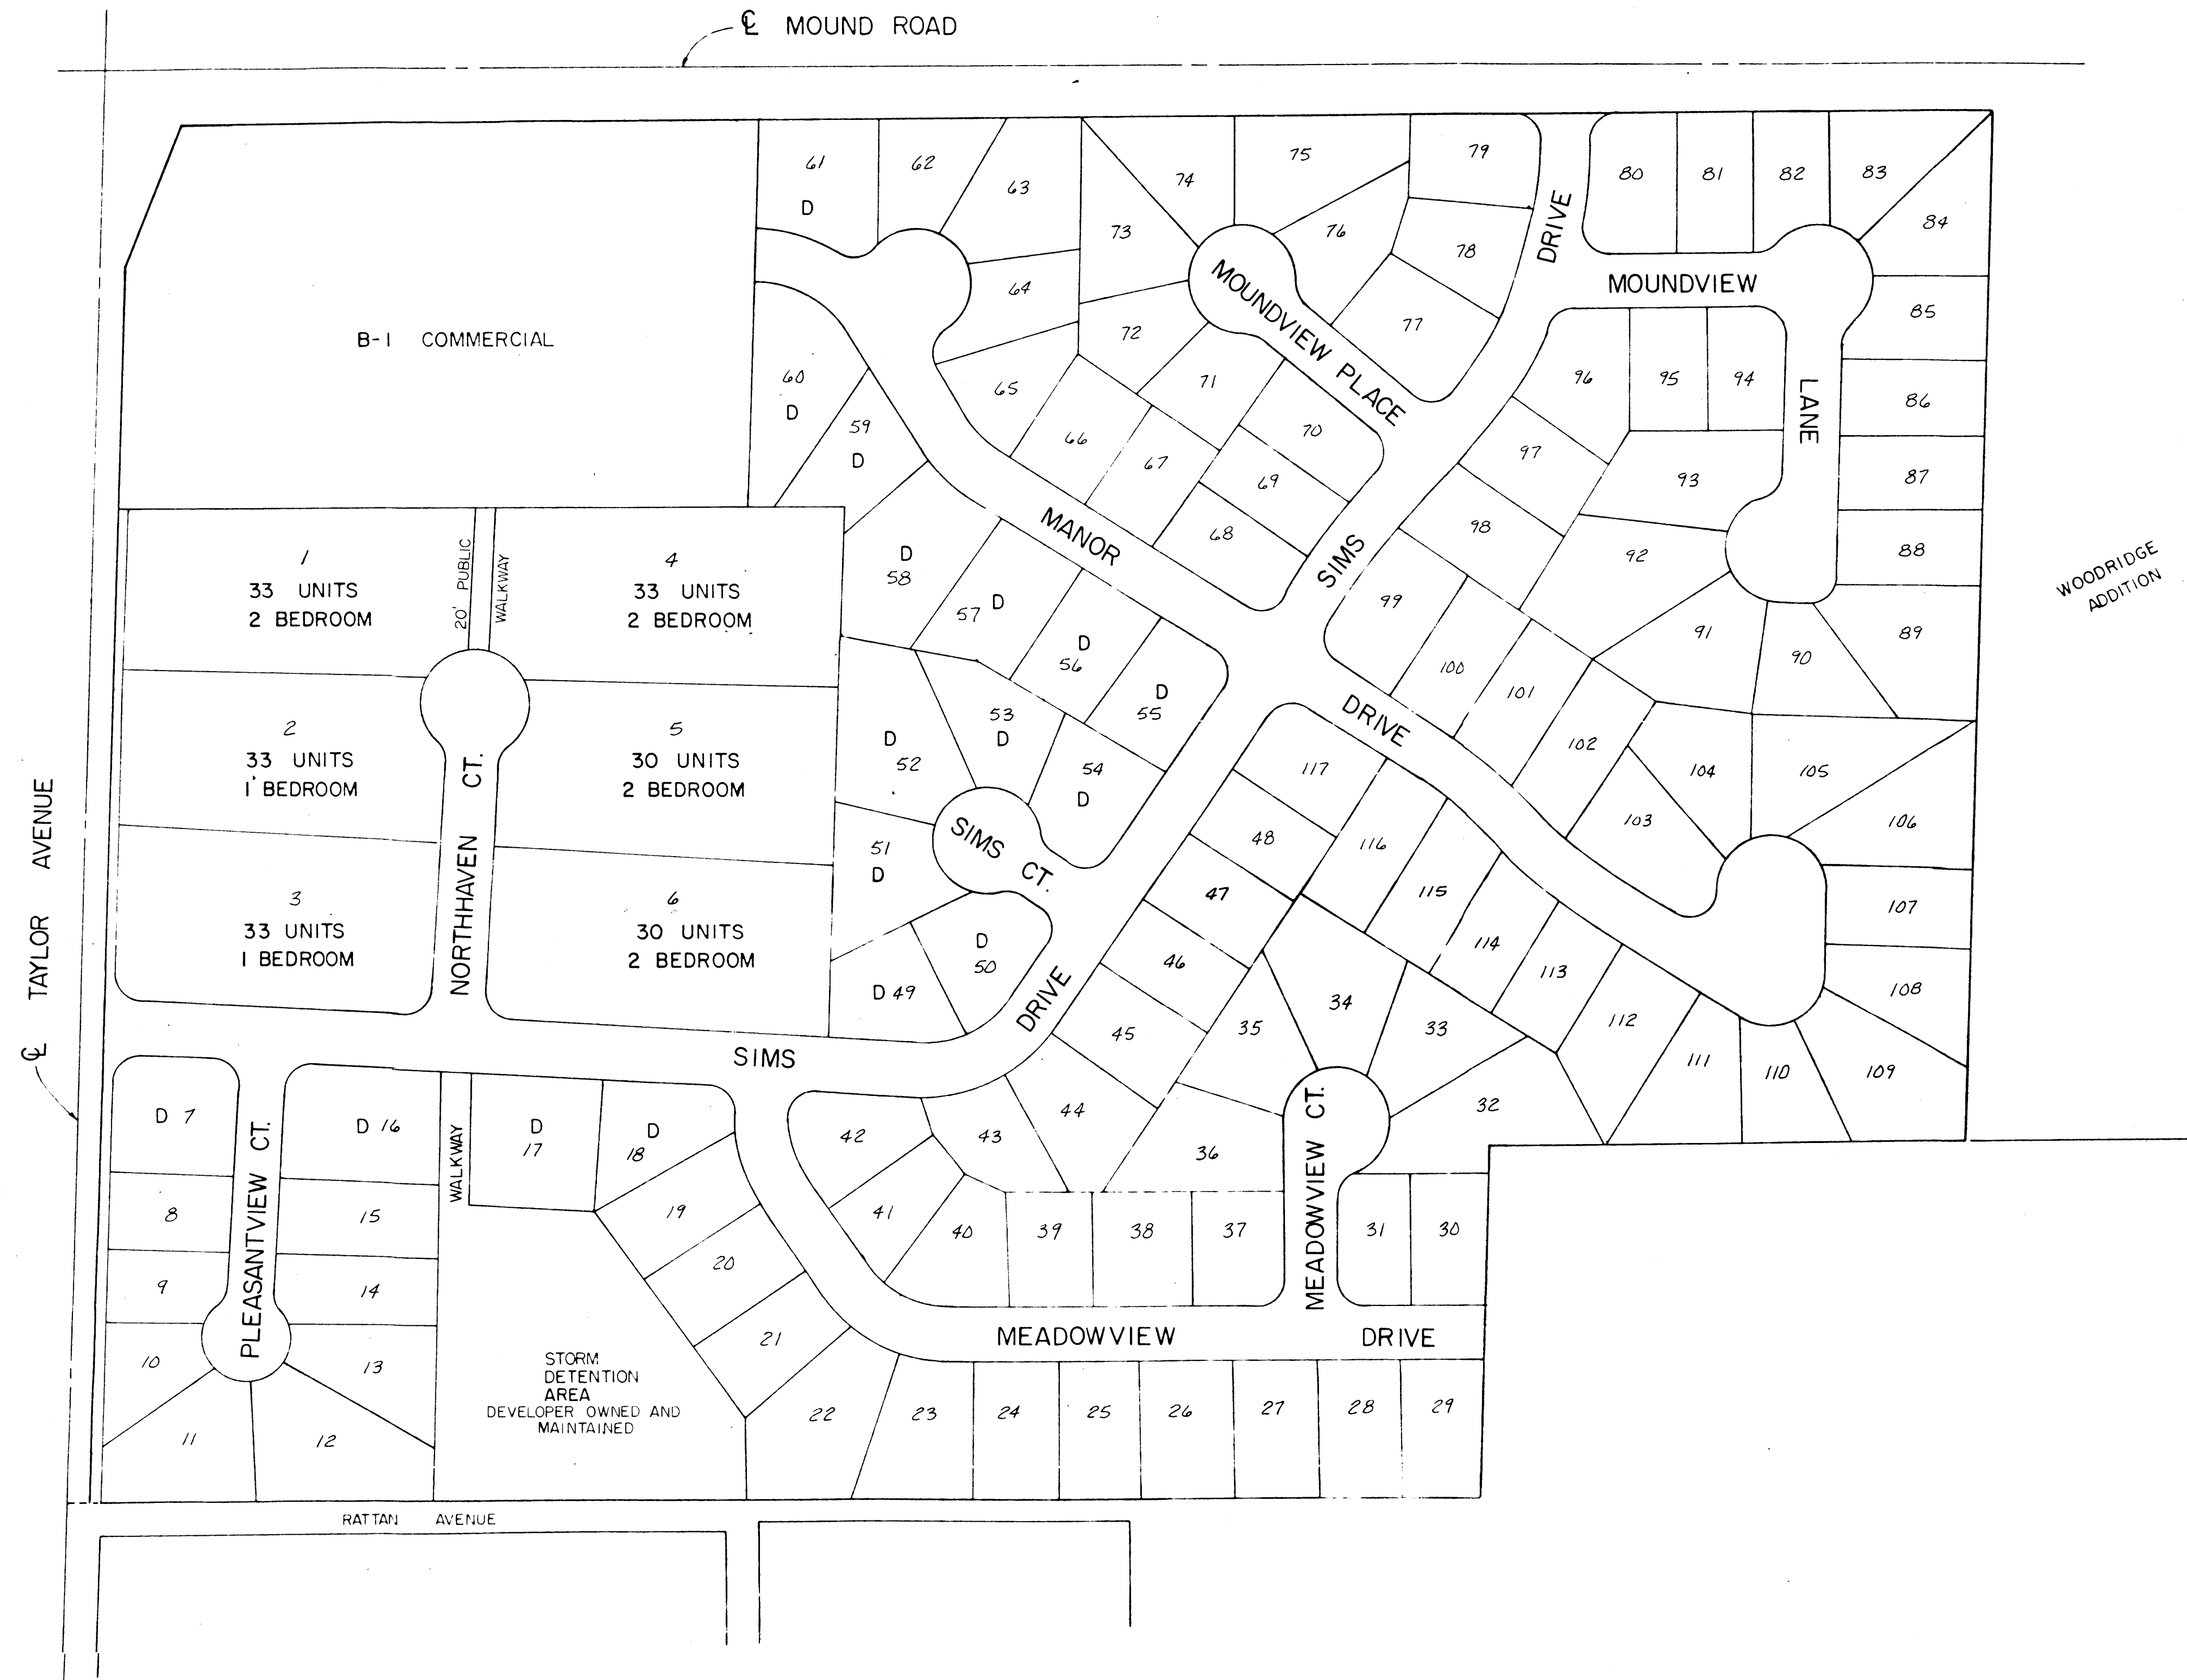 ℄ MOUND ROAD
61
D
62
63
74
75
79
80
81
82
83
73
76
78
84
DRIVE
MOUNDVIEW
64
MOUNDVIEW PLACE
85
B-1 COMMERCIAL
72
77
60
D
65
71
96
95
94
LANE
86
59
D
66
70
67
69
97
93
87
68
98
MANOR
SIMS
92
88
WOODRIDGE
ADDITION
1
33 UNITS
2 BEDROOM
20' PUBLIC
WALKWAY
4
33 UNITS
2 BEDROOM
D
58
57 D
D
56
D
55
99
100
101
91
90
89
2
33 UNITS
1 BEDROOM
NORTHHAVEN CT.
5
30 UNITS
2 BEDROOM
D
52
53
D
54
D
DRIVE
102
104
105
103
106
117
48
116
SIMS CT.
51
D
47
115
107
3
33 UNITS
1 BEDROOM
6
30 UNITS
2 BEDROOM
D
50
D 49
46
114
113
108
34
33
112
35
45
DRIVE
TAYLOR AVENUE
℄
SIMS
111
110
109
D 7
PLEASANTVIEW CT.
D 16
WALKWAY
D
17
D
18
42
43
44
36
32
MEADOWVIEW CT.
8
15
19
41
40
39
38
37
31
30
9
14
20
10
13
21
MEADOWVIEW DRIVE
STORM
DETENTION
AREA
DEVELOPER OWNED AND
MAINTAINED
11
12
22
23
24
25
26
27
28
29
RATTAN AVENUE